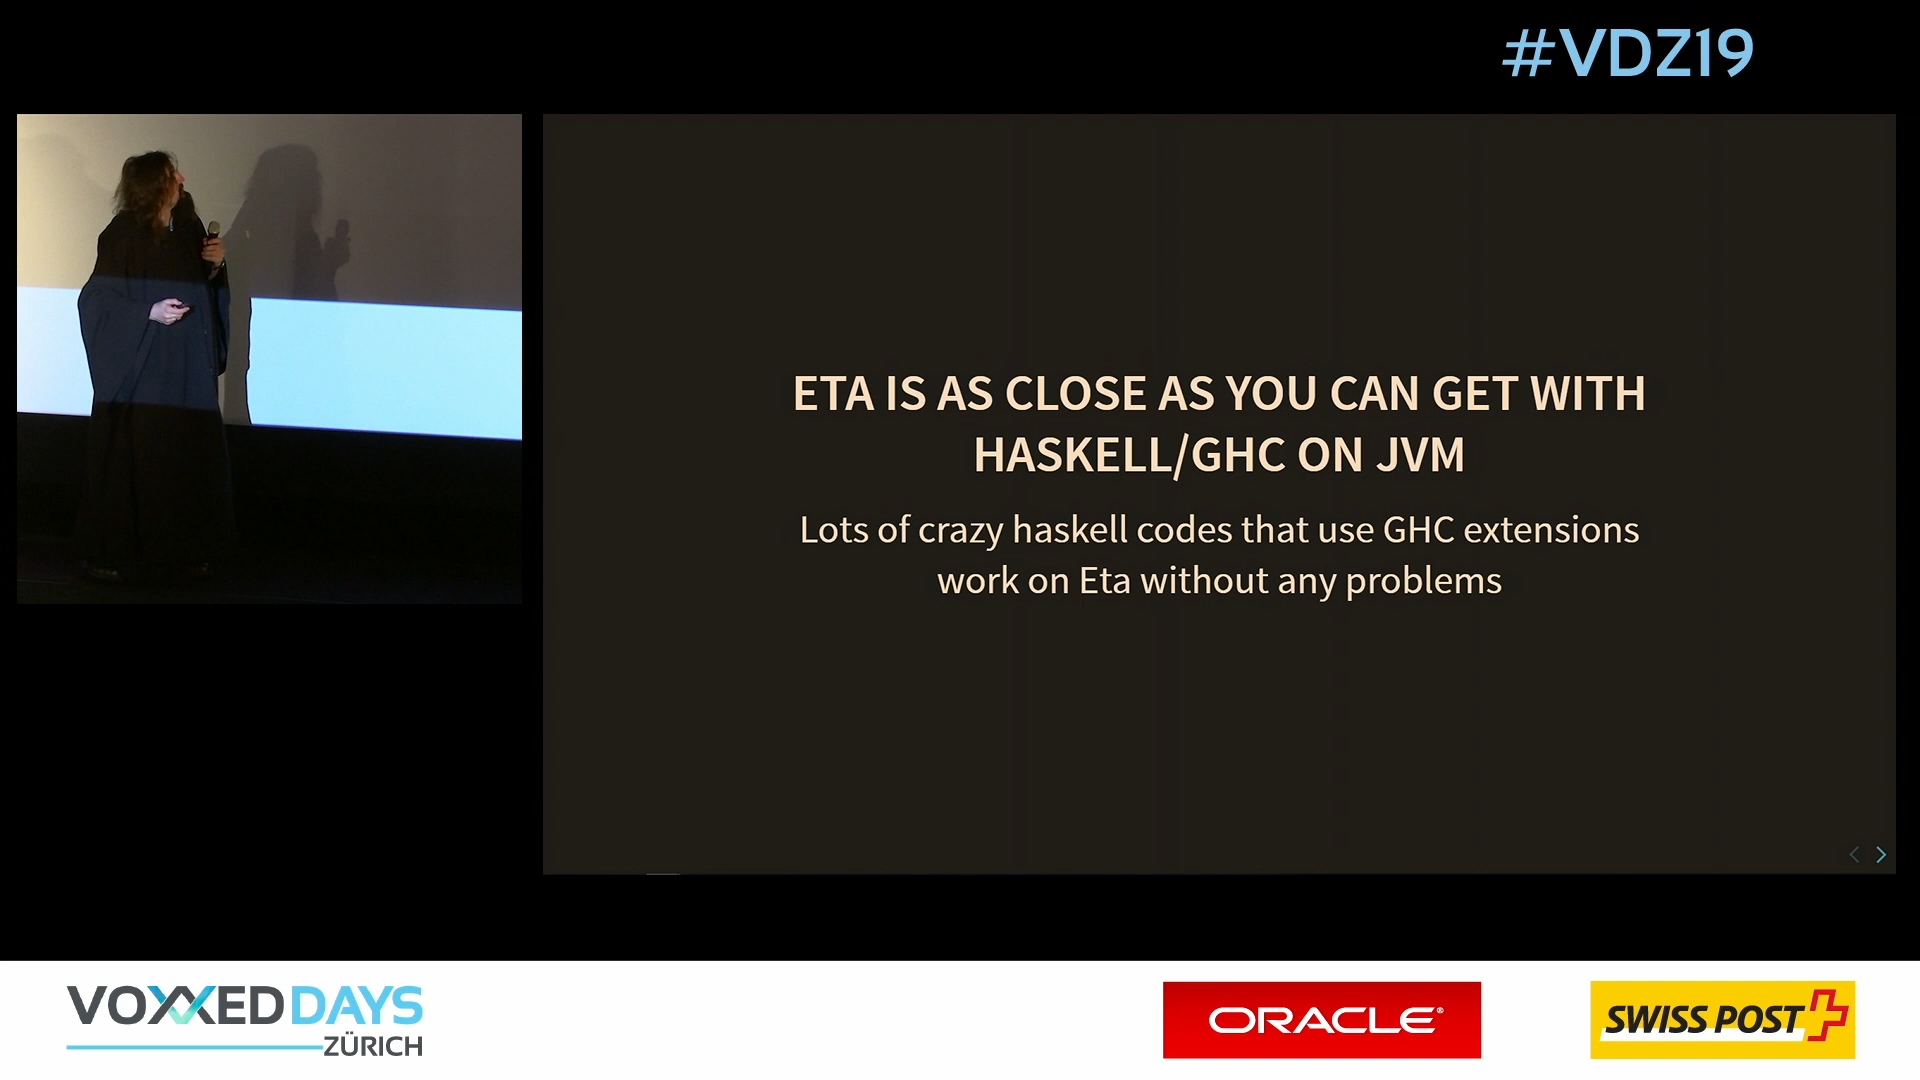 #VDZ19
ETA IS AS CLOSE AS YOU CAN GET WITH
HASKELL/GHC ON JVM
Lots of crazy haskell codes that use GHC extensions
work on Eta without any problems
VOXXED DAYS
ZÜRICH
ORACLE®
SWISS POST